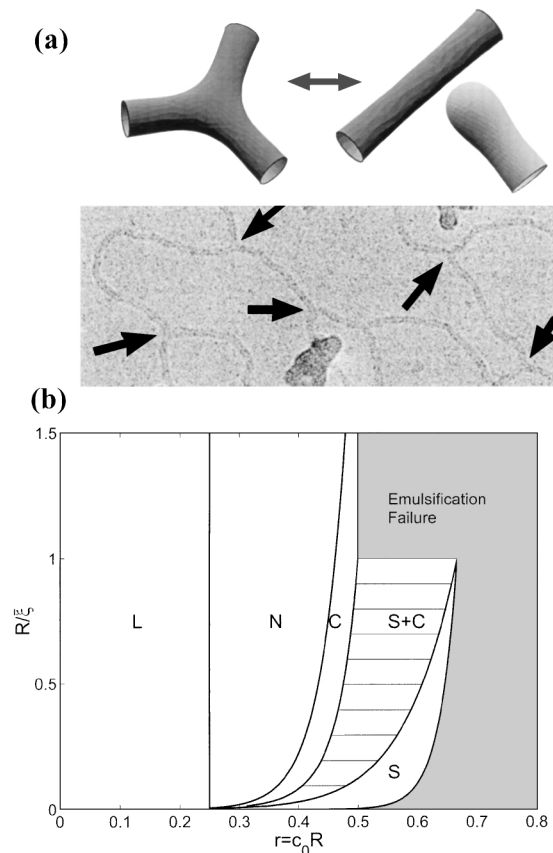 (a)
(b)
1.5
Emulsification
Failure
1
R/ξ̄
L
N
C
S+C
0.5
S
0
0
0.1
0.2
0.3
0.4
0.5
0.6
0.7
0.8
r=c₀R